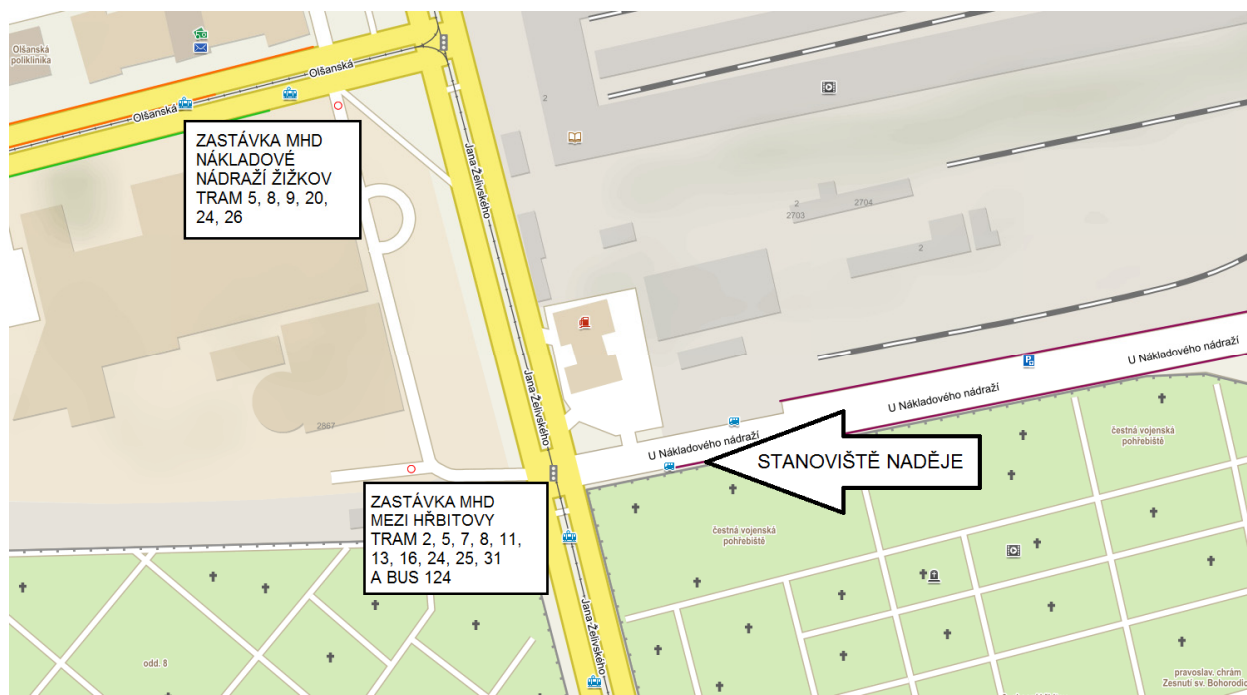 Olšanská
poliklinika
Olšanská
Olšanská
ZASTÁVKA MHD
NÁKLADOVÉ
NÁDRAŽÍ ŽIŽKOV
TRAM 5, 8, 9, 20,
24, 26
Jana Želivského
2
2
2703
2704
2
Jana Želivského
2867
U Nákladového nádraží
U Nákladového nádraží
U Nákladového nádraží
STANOVIŠTĚ NADĚJE
čestná vojenská
pohřebiště
ZASTÁVKA MHD
MEZI HŘBITOVY
TRAM 2, 5, 7, 8, 11,
13, 16, 24, 25, 31
A BUS 124
čestná vojenská
pohřebiště
Jana Želivského
odd. 8
pravoslav. chrám
Zesnutí sv. Bohorodič